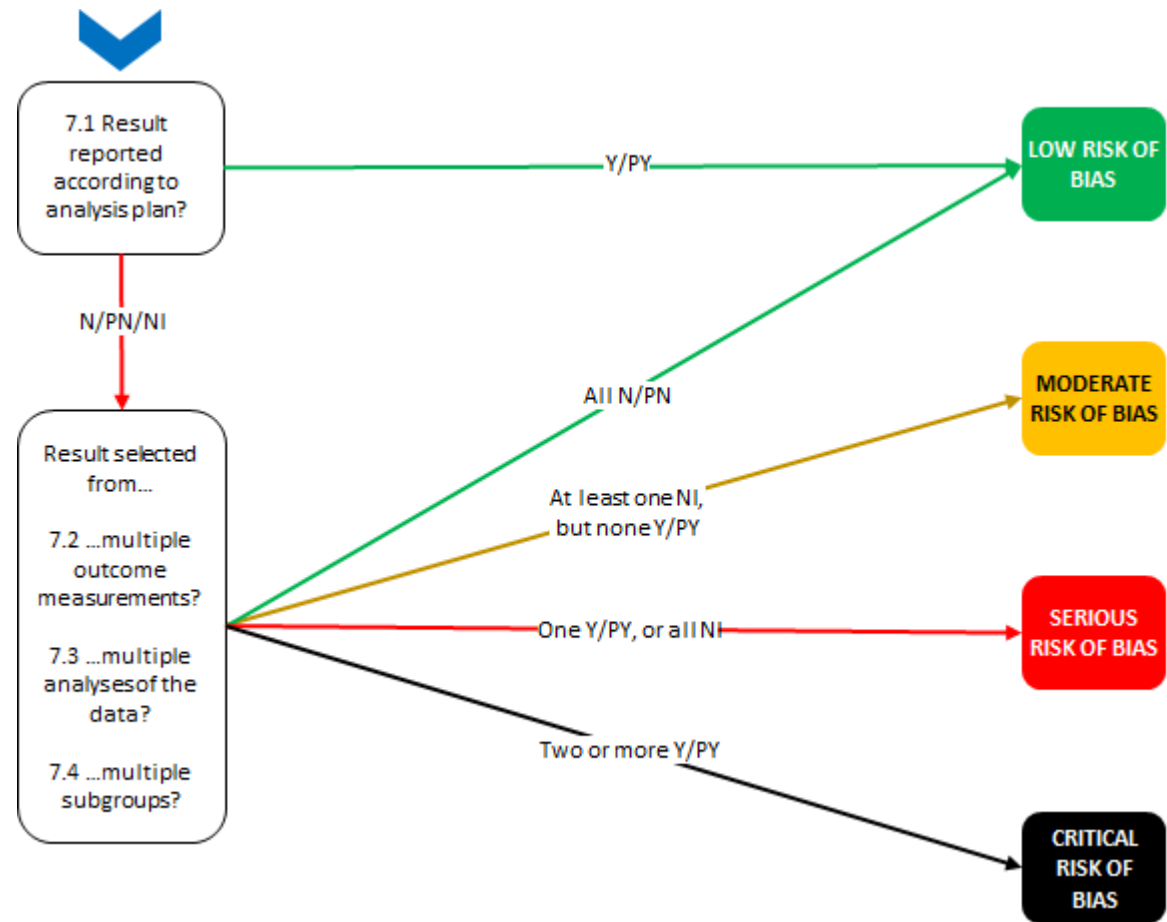 7.1 Result
reported
according to
analysis plan?
Y/PY
LOW RISK OF
BIAS
N/PN/NI
All N/PN
MODERATE
RISK OF BIAS
Result selected
from...
7.2 ...multiple
outcome
measurements?
7.3 ...multiple
analyses of the
data?
7.4 ...multiple
subgroups?
At least one NI,
but none Y/PY
One Y/PY, or all NI
SERIOUS
RISK OF BIAS
Two or more Y/PY
CRITICAL
RISK OF
BIAS